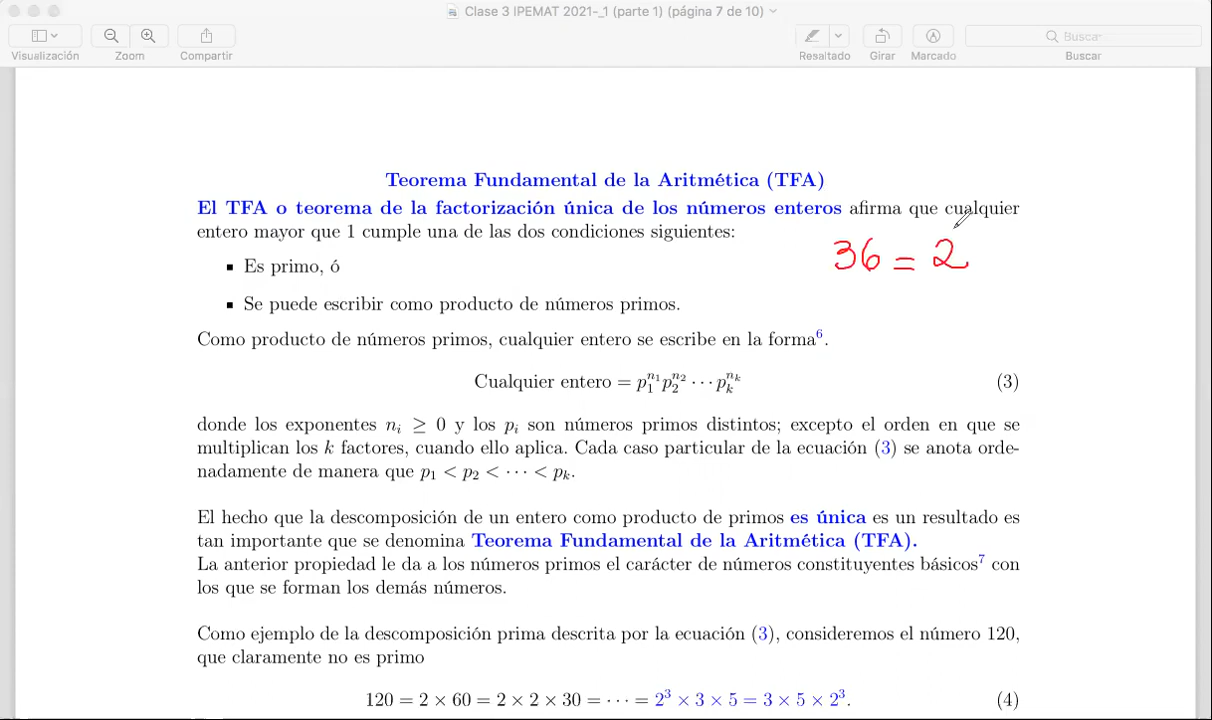 Clase 3 IPEMAT 2021-_1 (parte 1) (página 7 de 10)
Visualización Zoom Compartir Resaltado Girar Marcado Buscar
Buscar
Teorema Fundamental de la Aritmética (TFA)
El TFA o teorema de la factorización única de los números enteros afirma que cualquier
entero mayor que 1 cumple una de las dos condiciones siguientes:
36 = 2
▪ Es primo, ó
▪ Se puede escribir como producto de números primos.
Como producto de números primos, cualquier entero se escribe en la forma⁶.
Cualquier entero = p₁^{n₁} p₂^{n₂} ⋯ pₖ^{nₖ} (3)
donde los exponentes nᵢ ≥ 0 y los pᵢ son números primos distintos; excepto el orden en que se
multiplican los k factores, cuando ello aplica. Cada caso particular de la ecuación (3) se anota orde-
nadamente de manera que p₁ < p₂ < ⋯ < pₖ.
El hecho que la descomposición de un entero como producto de primos es única es un resultado es
tan importante que se denomina Teorema Fundamental de la Aritmética (TFA).
La anterior propiedad le da a los números primos el carácter de números constituyentes básicos⁷ con
los que se forman los demás números.
Como ejemplo de la descomposición prima descrita por la ecuación (3), consideremos el número 120,
que claramente no es primo
120 = 2 × 60 = 2 × 2 × 30 = ⋯ = 2³ × 3 × 5 = 3 × 5 × 2³. (4)